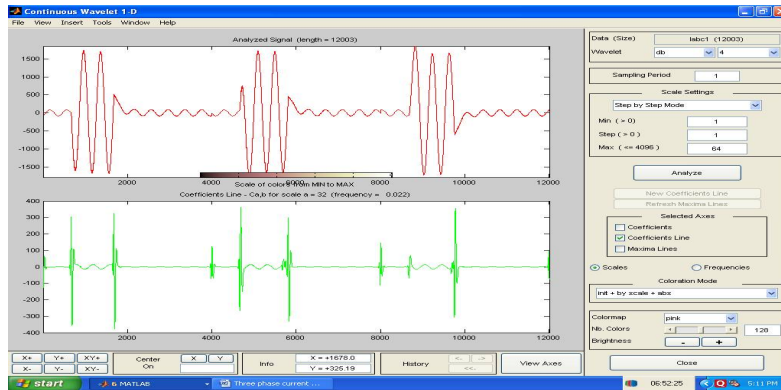 Continuous Wavelet 1-D
File View Insert Tools Window Help
Analyzed Signal (length = 12003)
1500
1000
500
0
-500
-1000
-1500
2000 4000 6000 8000 10000 12000
Scale of colors from MIN to MAX
Coefficients Line - Ca,b for scale a = 32 (frequency = 0.022)
400
300
200
100
0
-100
-200
-300
-400
2000 4000 6000 8000 10000 12000
Data (Size) labc1 (12003)
Wavelet db 4
Sampling Period 1
Scale Settings
Step by Step Mode
Min ( > 0) 1
Step ( > 0 ) 1
Max ( <= 4096 ) 64
Analyze
New Coefficients Line
Refresh Maxima Lines
Selected Axes
Coefficients
Coefficients Line
Maxima Lines
Scales Frequencies
Coloration Mode
init + by scale + abs
Colormap pink
Nb. Colors 128
Brightness - +
Close
X+ Y+ XY+
X- Y- XY-
Center On X Y
Info X = +1678.0
Y = +325.19
History <- ->
<<-
View Axes
start 6 MATLAB Three phase current ... 06:52:25 5:11 PM